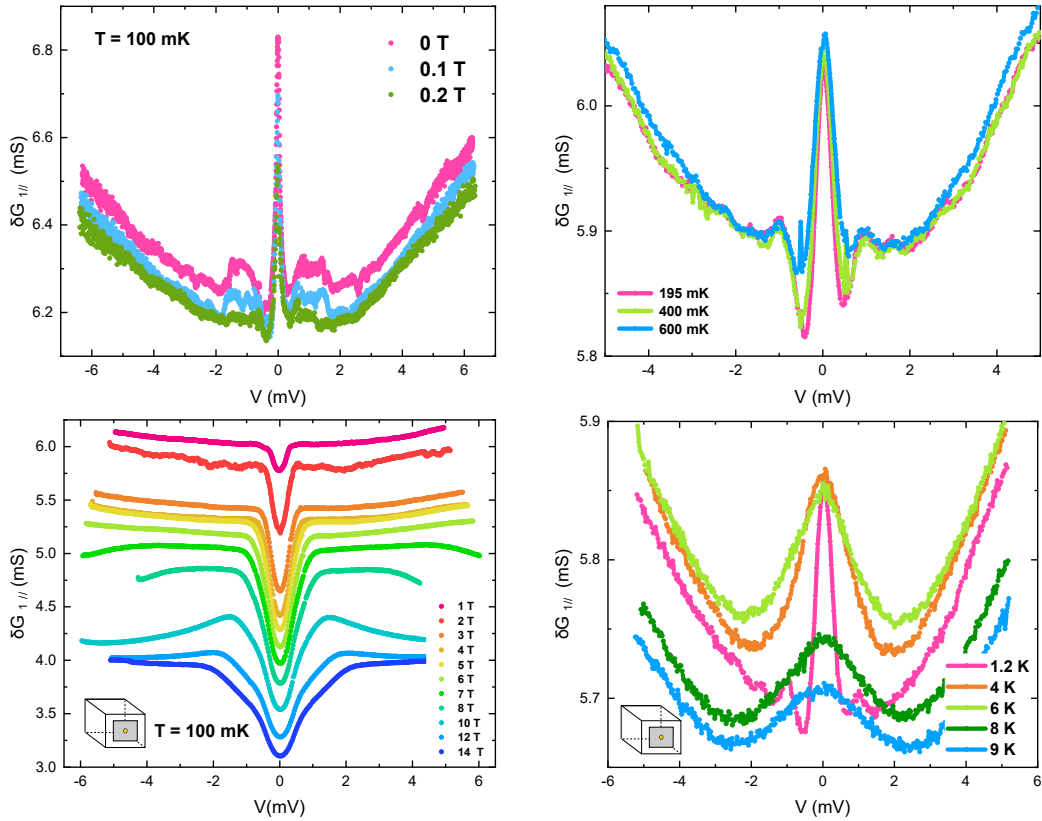 T = 100 mK
0 T
0.1 T
0.2 T
6.8
6.6
6.4
6.2
δG 1// (mS)
-6 -4 -2 0 2 4 6
V (mV)
6.0
5.9
5.8
δG 1// (mS)
195 mK
400 mK
600 mK
-4 -2 0 2 4 6
V (mV)
6.0
5.5
5.0
4.5
4.0
3.5
3.0
δG 1// (mS)
1 T
2 T
3 T
4 T
5 T
6 T
7 T
8 T
10 T
12 T
14 T
T = 100 mK
-6 -4 -2 0 2 4 6
V(mV)
5.9
5.8
5.7
δG 1// (mS)
1.2 K
4 K
6 K
8 K
9 K
-6 -4 -2 0 2 4 6
V (mV)